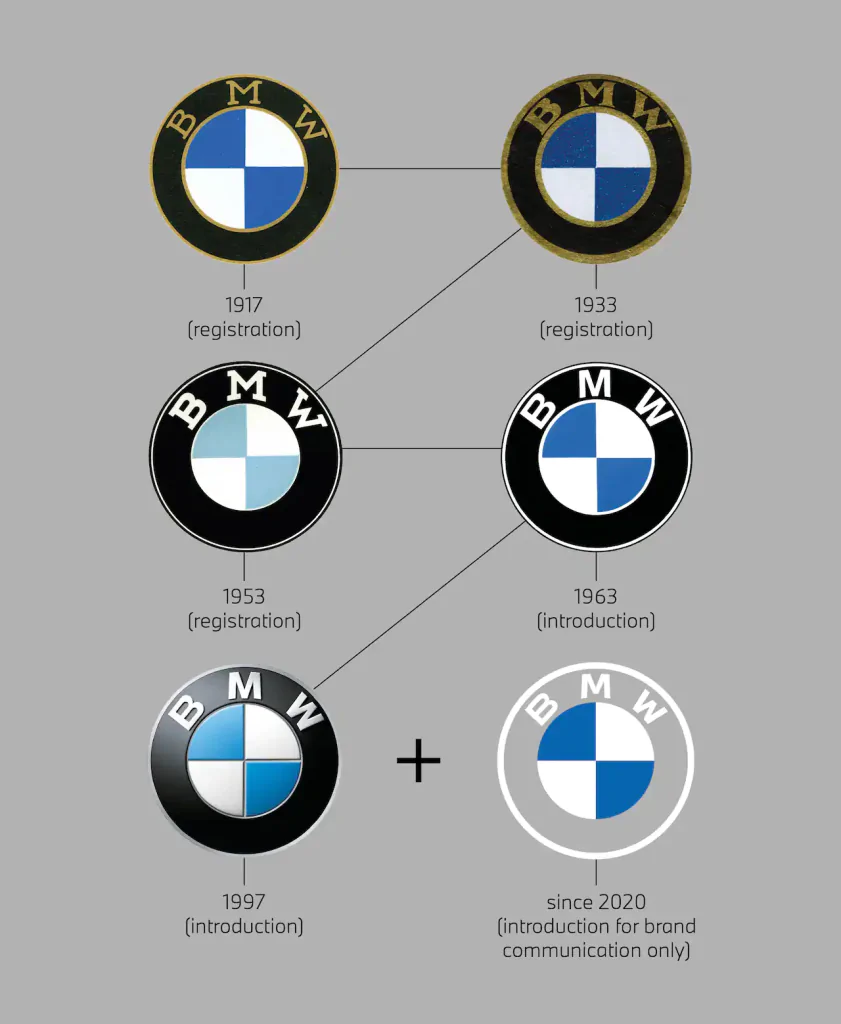 BMW
BMW
1917
(registration)
1933
(registration)
BMW
BMW
1953
(registration)
1963
(introduction)
BMW
+
BMW
1997
(introduction)
since 2020
(introduction for brand
communication only)